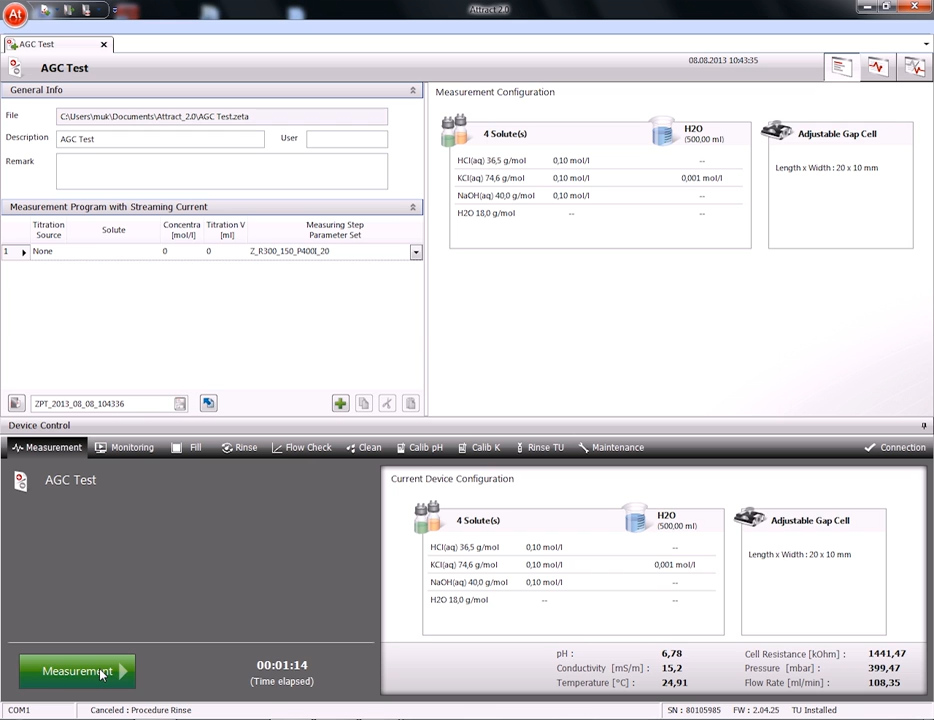 At
Attract 2.0
AGC Test
AGC Test
08.08.2013 10:43:35
General Info
File C:\Users\muk\Documents\Attract_2.0\AGC Test.zeta
Description AGC Test User
Remark
Measurement Program with Streaming Current
Titration Source Solute Concentra [mol/l] Titration V [ml] Measuring Step Parameter Set
1 None 0 0 Z_R300_150_P400I_20
ZPT_2013_08_08_104336
Measurement Configuration
4 Solute(s) H2O (500,00 ml)
HCl(aq) 36,5 g/mol 0,10 mol/l --
KCl(aq) 74,6 g/mol 0,10 mol/l 0,001 mol/l
NaOH(aq) 40,0 g/mol 0,10 mol/l --
H2O 18,0 g/mol -- --
Adjustable Gap Cell
Length x Width : 20 x 10 mm
Device Control
Measurement Monitoring Fill Rinse Flow Check Clean Calib pH Calib K Rinse TU Maintenance Connection
AGC Test
Measurement
00:01:14
(Time elapsed)
Current Device Configuration
4 Solute(s) H2O (500,00 ml)
HCl(aq) 36,5 g/mol 0,10 mol/l --
KCl(aq) 74,6 g/mol 0,10 mol/l 0,001 mol/l
NaOH(aq) 40,0 g/mol 0,10 mol/l --
H2O 18,0 g/mol -- --
Adjustable Gap Cell
Length x Width : 20 x 10 mm
pH : 6,78 Cell Resistance [kOhm] : 1441,47
Conductivity [mS/m] : 15,2 Pressure [mbar] : 399,47
Temperature [°C] : 24,91 Flow Rate [ml/min] : 108,35
COM1 Canceled : Procedure Rinse SN : 80105985 FW : 2.04.25 TU Installed